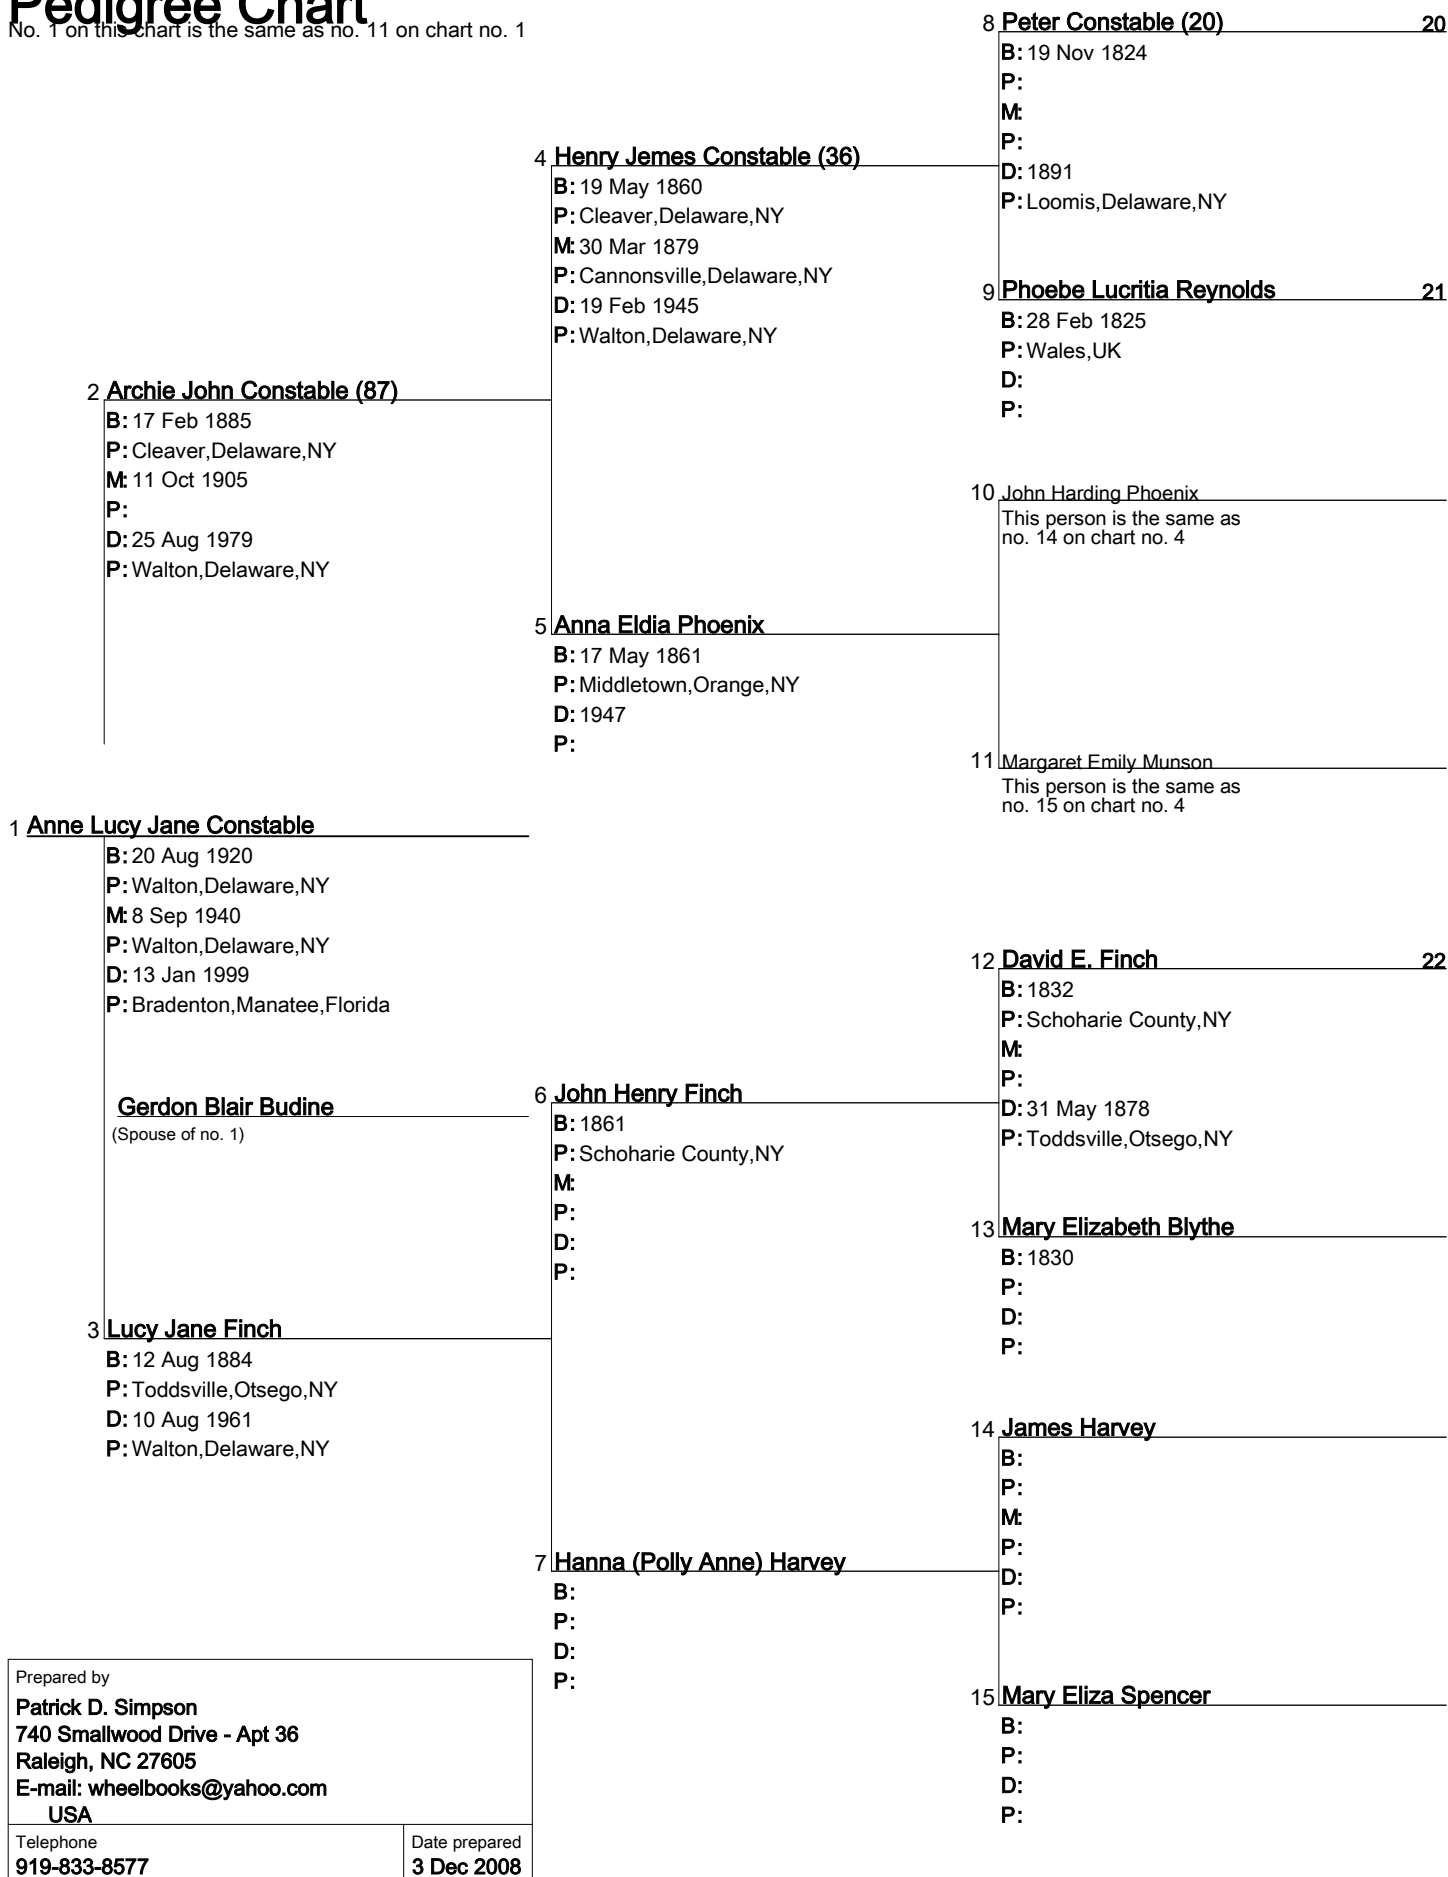 Pedigree Chart
No. 1 on this chart is the same as no. 11 on chart no. 1
8 Peter Constable (20) 20
B: 19 Nov 1824
P:
M:
P:
D: 1891
P: Loomis,Delaware,NY
4 Henry Jemes Constable (36)
B: 19 May 1860
P: Cleaver,Delaware,NY
M: 30 Mar 1879
P: Cannonsville,Delaware,NY
D: 19 Feb 1945
P: Walton,Delaware,NY
9 Phoebe Lucritia Reynolds 21
B: 28 Feb 1825
P: Wales,UK
D:
P:
2 Archie John Constable (87)
B: 17 Feb 1885
P: Cleaver,Delaware,NY
M: 11 Oct 1905
P:
D: 25 Aug 1979
P: Walton,Delaware,NY
10 John Harding Phoenix
This person is the same as
no. 14 on chart no. 4
5 Anna Eldia Phoenix
B: 17 May 1861
P: Middletown,Orange,NY
D: 1947
P:
11 Margaret Emily Munson
This person is the same as
no. 15 on chart no. 4
1 Anne Lucy Jane Constable
B: 20 Aug 1920
P: Walton,Delaware,NY
M: 8 Sep 1940
P: Walton,Delaware,NY
D: 13 Jan 1999
P: Bradenton,Manatee,Florida
Gerdon Blair Budine
(Spouse of no. 1)
12 David E. Finch 22
B: 1832
P: Schoharie County,NY
M:
P:
D: 31 May 1878
P: Toddsville,Otsego,NY
6 John Henry Finch
B: 1861
P: Schoharie County,NY
M:
P:
D:
P:
13 Mary Elizabeth Blythe
B: 1830
P:
D:
P:
3 Lucy Jane Finch
B: 12 Aug 1884
P: Toddsville,Otsego,NY
D: 10 Aug 1961
P: Walton,Delaware,NY
14 James Harvey
B:
P:
M:
P:
D:
P:
7 Hanna (Polly Anne) Harvey
B:
P:
D:
P:
15 Mary Eliza Spencer
B:
P:
D:
P:
Prepared by
Patrick D. Simpson
740 Smallwood Drive - Apt 36
Raleigh, NC 27605
E-mail: wheelbooks@yahoo.com
USA
Telephone
919-833-8577
Date prepared
3 Dec 2008